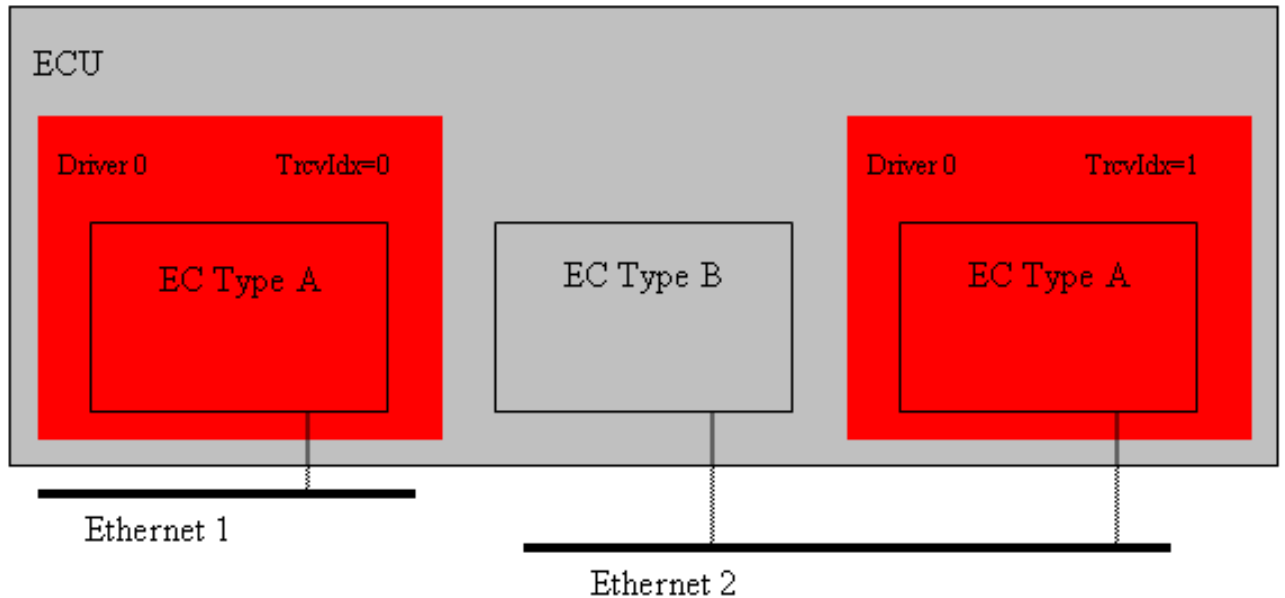 ECU
Driver 0 TrcvIdx=0
EC Type A
EC Type B
Driver 0 TrcvIdx=1
EC Type A
Ethernet 1
Ethernet 2